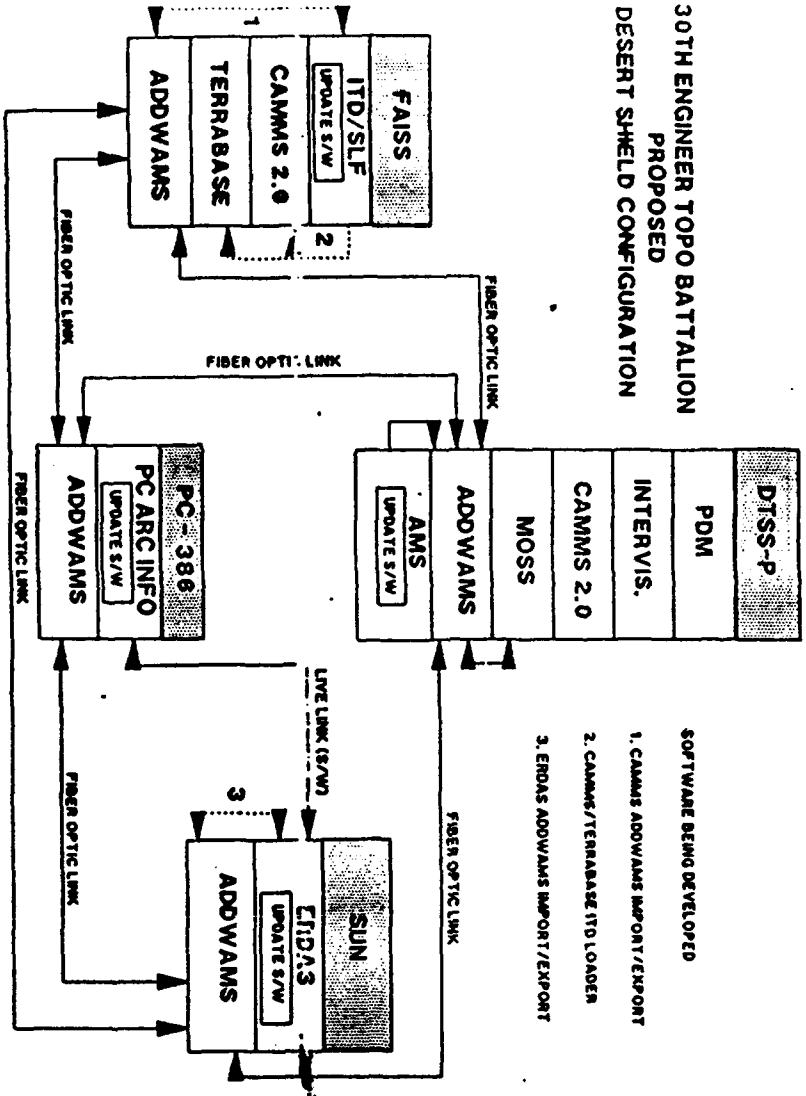 30TH ENGINEER TOPO BATTALION
PROPOSED
DESERT SHIELD CONFIGURATION
DTSS-P
PDM
INTERVIS.
CAMMS 2.0
MOSS
ADDWAMS
AMS
UPDATE S/W
SOFTWARE BEING DEVELOPED
1. CAMMS ADDWAMS IMPORT/EXPORT
2. CAMMS/TERRABASE ITD LOADER
3. ERDAS ADDWAMS IMPORT/EXPORT
FAISS
ITD/SLF
UPDATE S/W
CAMMS 2.0
TERRABASE
ADDWAMS
1
2
FIBER OPTIC LINK
FIBER OPTIC LINK
FIBER OPTIC LINK
FIBER OPTIC LINK
PC - 386
PC ARC INFO
UPDATE S/W
ADDWAMS
LIVE LINK (S/W)
FIBER OPTIC LINK
SUN
UPDATE S/W
ADDWAMS
3
FIBER OPTIC LINK